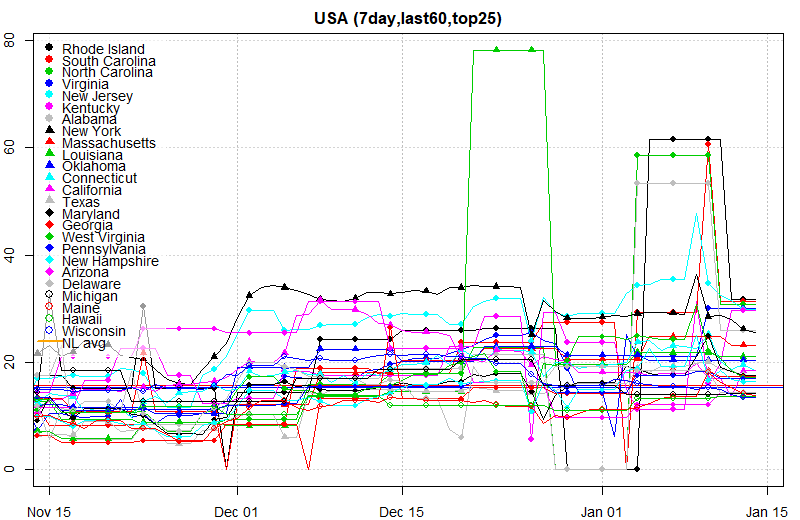 USA (7day,last60,top25)
80
60
40
20
0
Rhode Island
South Carolina
North Carolina
Virginia
New Jersey
Kentucky
Alabama
New York
Massachusetts
Louisiana
Oklahoma
Connecticut
California
Texas
Maryland
Georgia
West Virginia
Pennsylvania
New Hampshire
Arizona
Delaware
Michigan
Maine
Hawaii
Wisconsin
NL avg
Nov 15
Dec 01
Dec 15
Jan 01
Jan 15